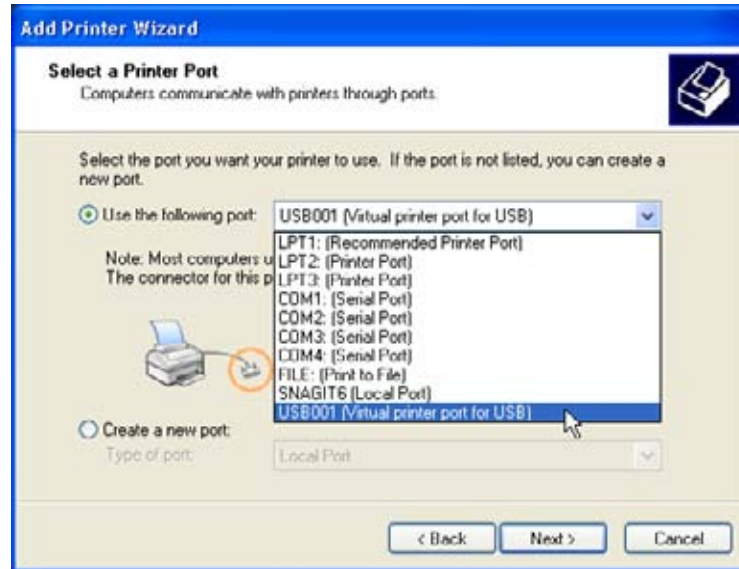 Add Printer Wizard
Select a Printer Port
Computers communicate with printers through ports.
Select the port you want your printer to use. If the port is not listed, you can create a
new port.
Use the following port: USB001 (Virtual printer port for USB)
LPT1: (Recommended Printer Port)
Note: Most computers u LPT2: (Printer Port)
The connector for this p LPT3: (Printer Port)
COM1: (Serial Port)
COM2: (Serial Port)
COM3: (Serial Port)
COM4: (Serial Port)
FILE: (Print to File)
SNAGIT6 (Local Port)
USB001 (Virtual printer port for USB)
Create a new port:
Type of port: Local Port
< Back Next > Cancel